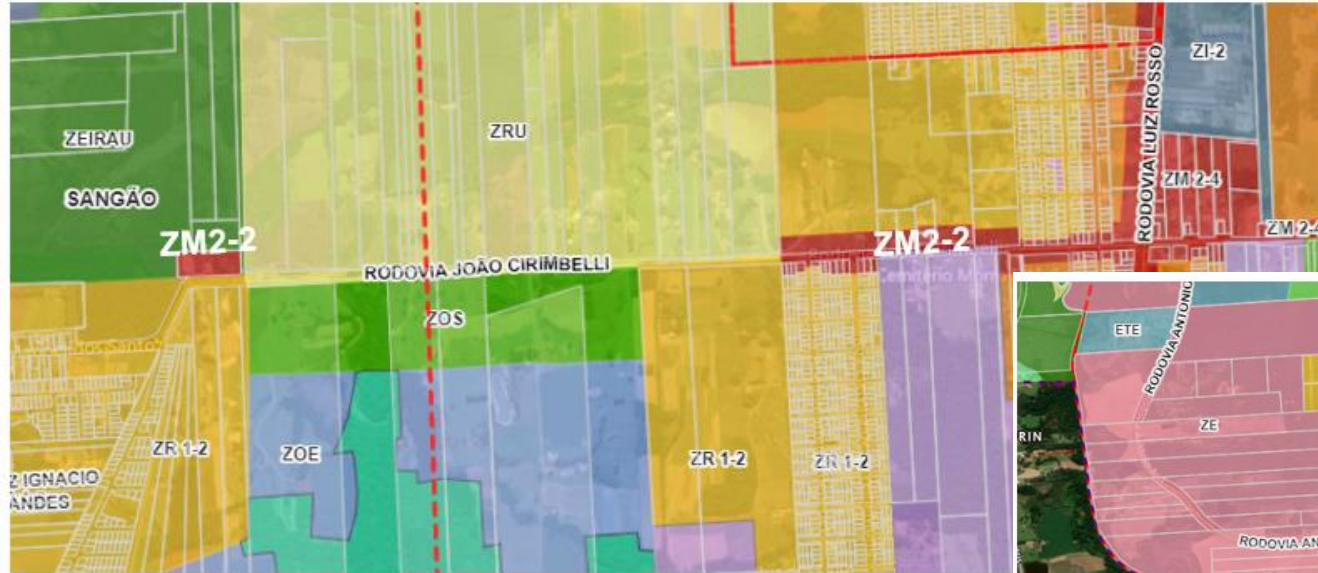 ZI-2
ZEIRAU
ZRU
RODOVIA LUIZ ROSSO
SANGÃO
ZM 2-4
ZM2-2
ZM2-2
ZM 2-4
RODOVIA JOÃO CIRIMBELLI
Cemitério
ZOS
ETE
RODOVIA ANTONIO
ZE
RIN
ZR 1-2
ZOE
ZR 1-2
ZR 1-2
Z IGNACIO
ANDES
RODOVIA AN